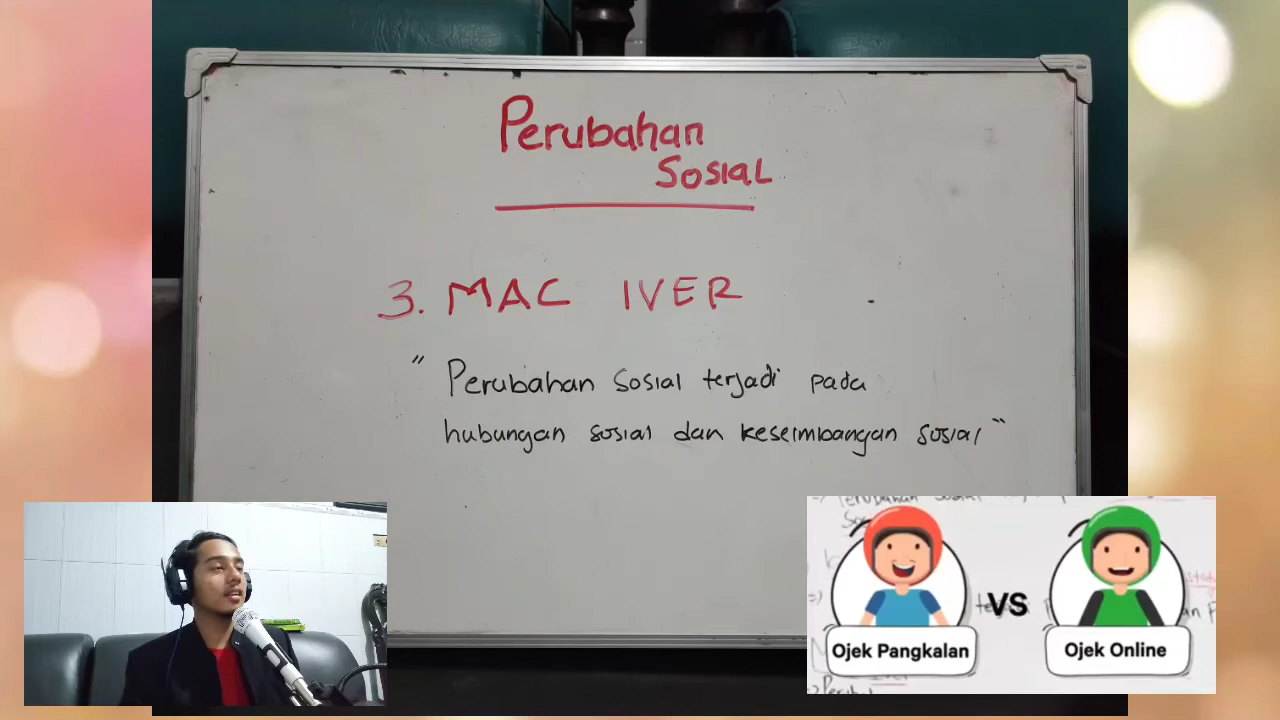 Perubahan
Sosial
3. MAC IVER
" Perubahan sosial terjadi pada
hubungan sosial dan keseimbangan sosial "
Ojek Pangkalan
VS
Ojek Online